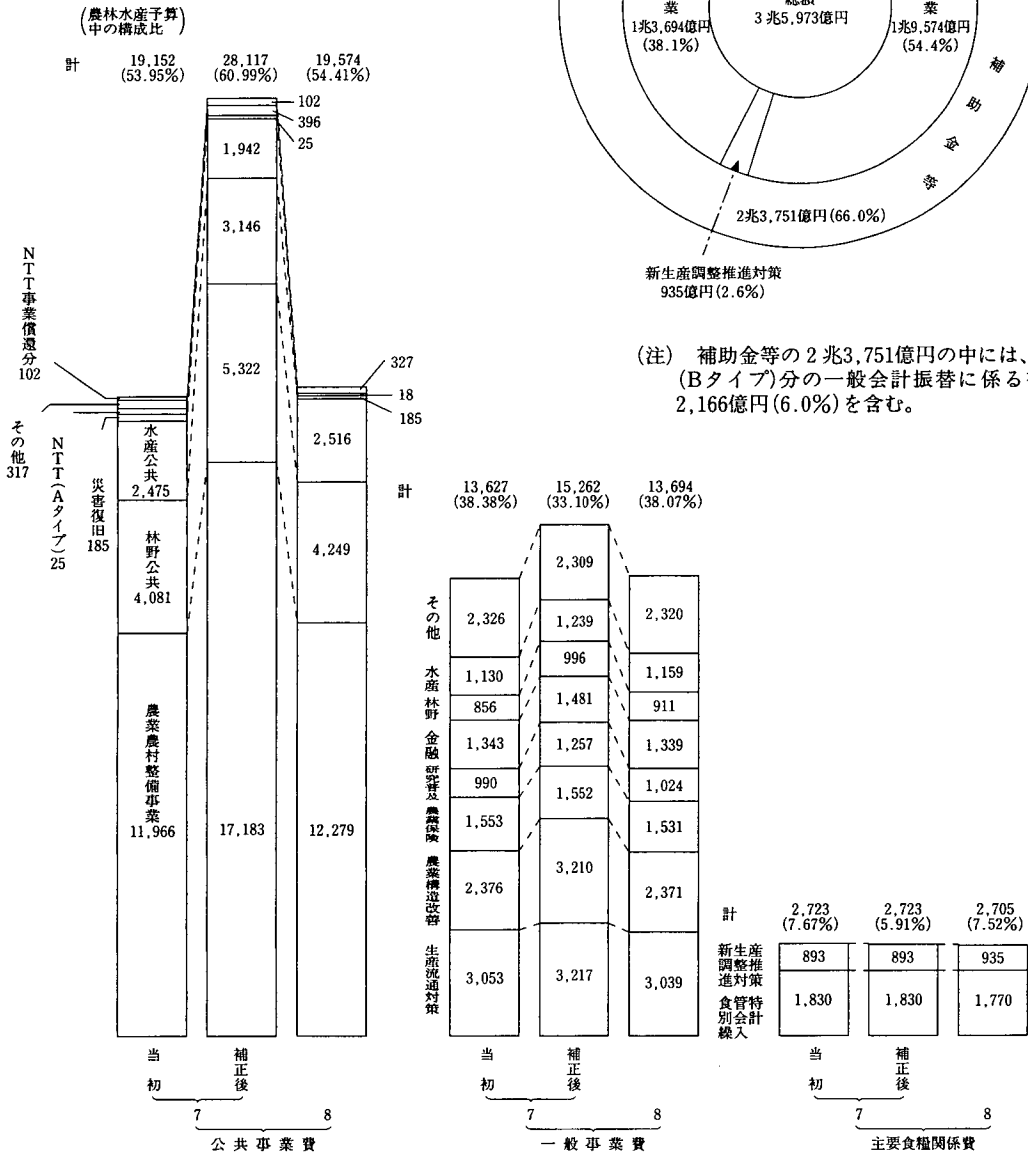 (農林水産予算
中の構成比)
計
19,152
(53.95%)
28,117
(60.99%)
19,574
(54.41%)
102
396
25
1,942
3,146
5,322
17,183
NTT事業償還分
102
その他
317
NTT(Aタイプ)
25
災害復旧
185
水産公共
2,475
林野公共
4,081
農業農村整備事業
11,966
327
18
185
2,516
4,249
12,279
当初
補正後
7
8
公共事業費
総額
3兆5,973億円
業
1兆3,694億円
(38.1%)
業
1兆9,574億円
(54.4%)
補助金等
2兆3,751億円(66.0%)
新生産調整推進対策
935億円(2.6%)
(注) 補助金等の2兆3,751億円の中には、
(Bタイプ)分の一般会計振替に係る
2,166億円(6.0%)を含む。
計
13,627
(38.38%)
15,262
(33.10%)
13,694
(38.07%)
その他
2,326
2,309
2,320
水産
1,130
1,239
1,159
林野
856
996
911
金融
1,343
1,481
1,339
研究普及
990
1,257
1,024
農業保険
1,553
1,552
1,531
農業構造改善
2,376
3,210
2,371
生産流通対策
3,053
3,217
3,039
当初
補正後
7
8
一般事業費
計
2,723
(7.67%)
2,723
(5.91%)
2,705
(7.52%)
新生産
調整推
進対策
893
893
935
食管特
別会計
繰入
1,830
1,830
1,770
当初
補正後
7
8
主要食糧関係費